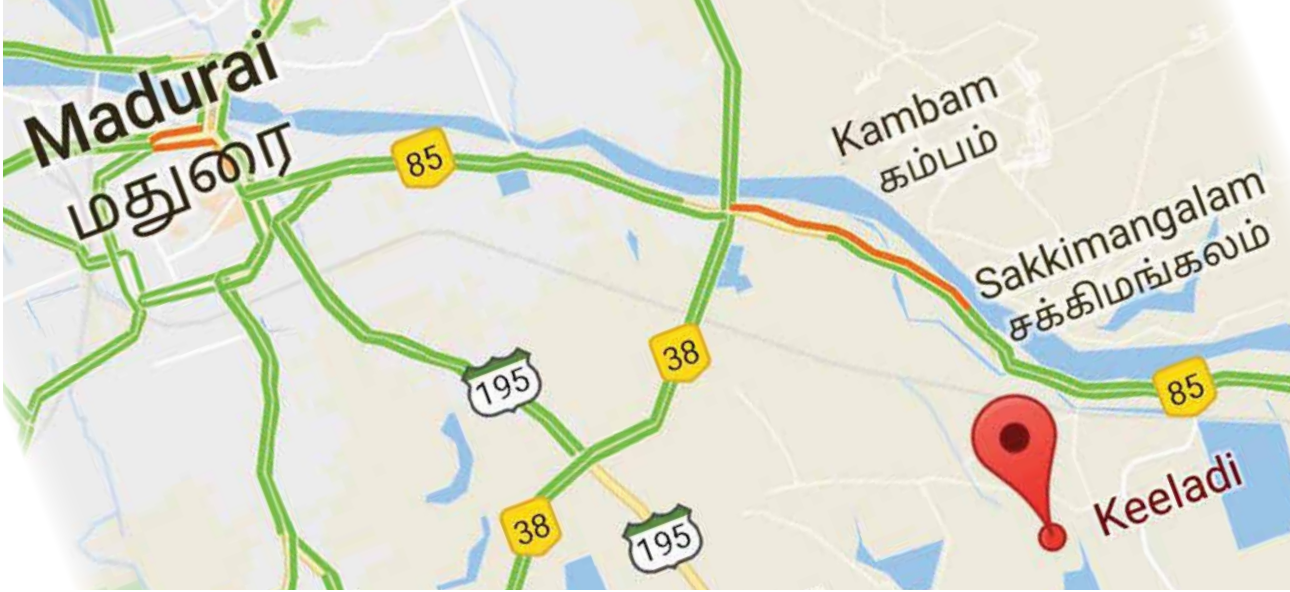 Madurai
மதுரை
85
Kambam
கம்பம்
Sakkimangalam
சக்கிமங்கலம்
38
195
85
Keeladi
38
195